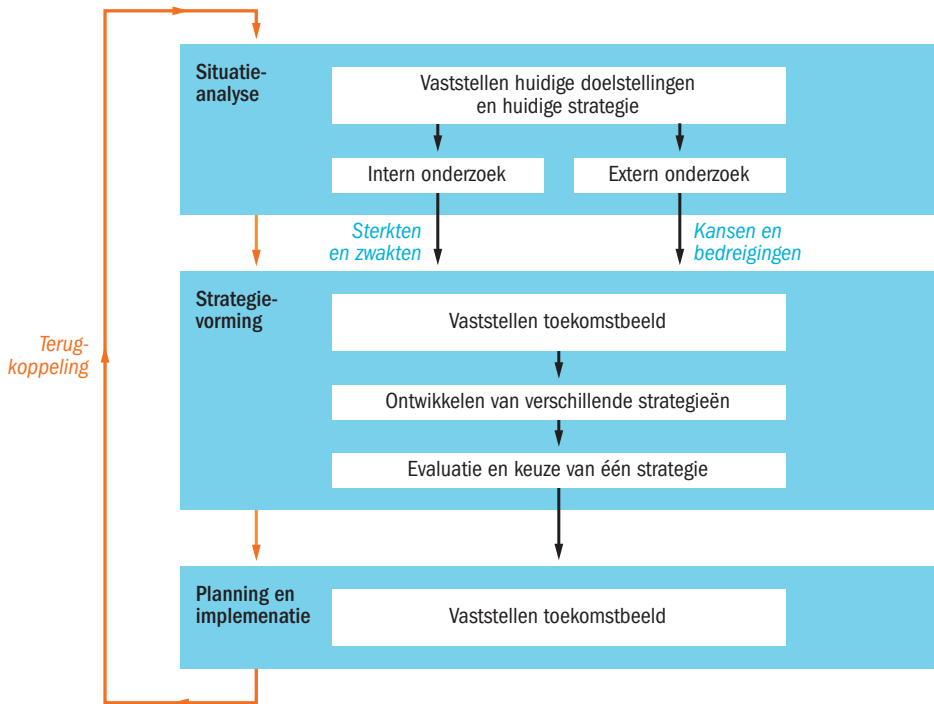 Situatie-
analyse
Vaststellen huidige doelstellingen
en huidige strategie
Intern onderzoek
Extern onderzoek
Sterkten
en zwakten
Kansen en
bedreigingen
Strategie-
vorming
Vaststellen toekomstbeeld
Terug-
koppeling
Ontwikkelen van verschillende strategieën
Evaluatie en keuze van één strategie
Planning en
implemenatie
Vaststellen toekomstbeeld